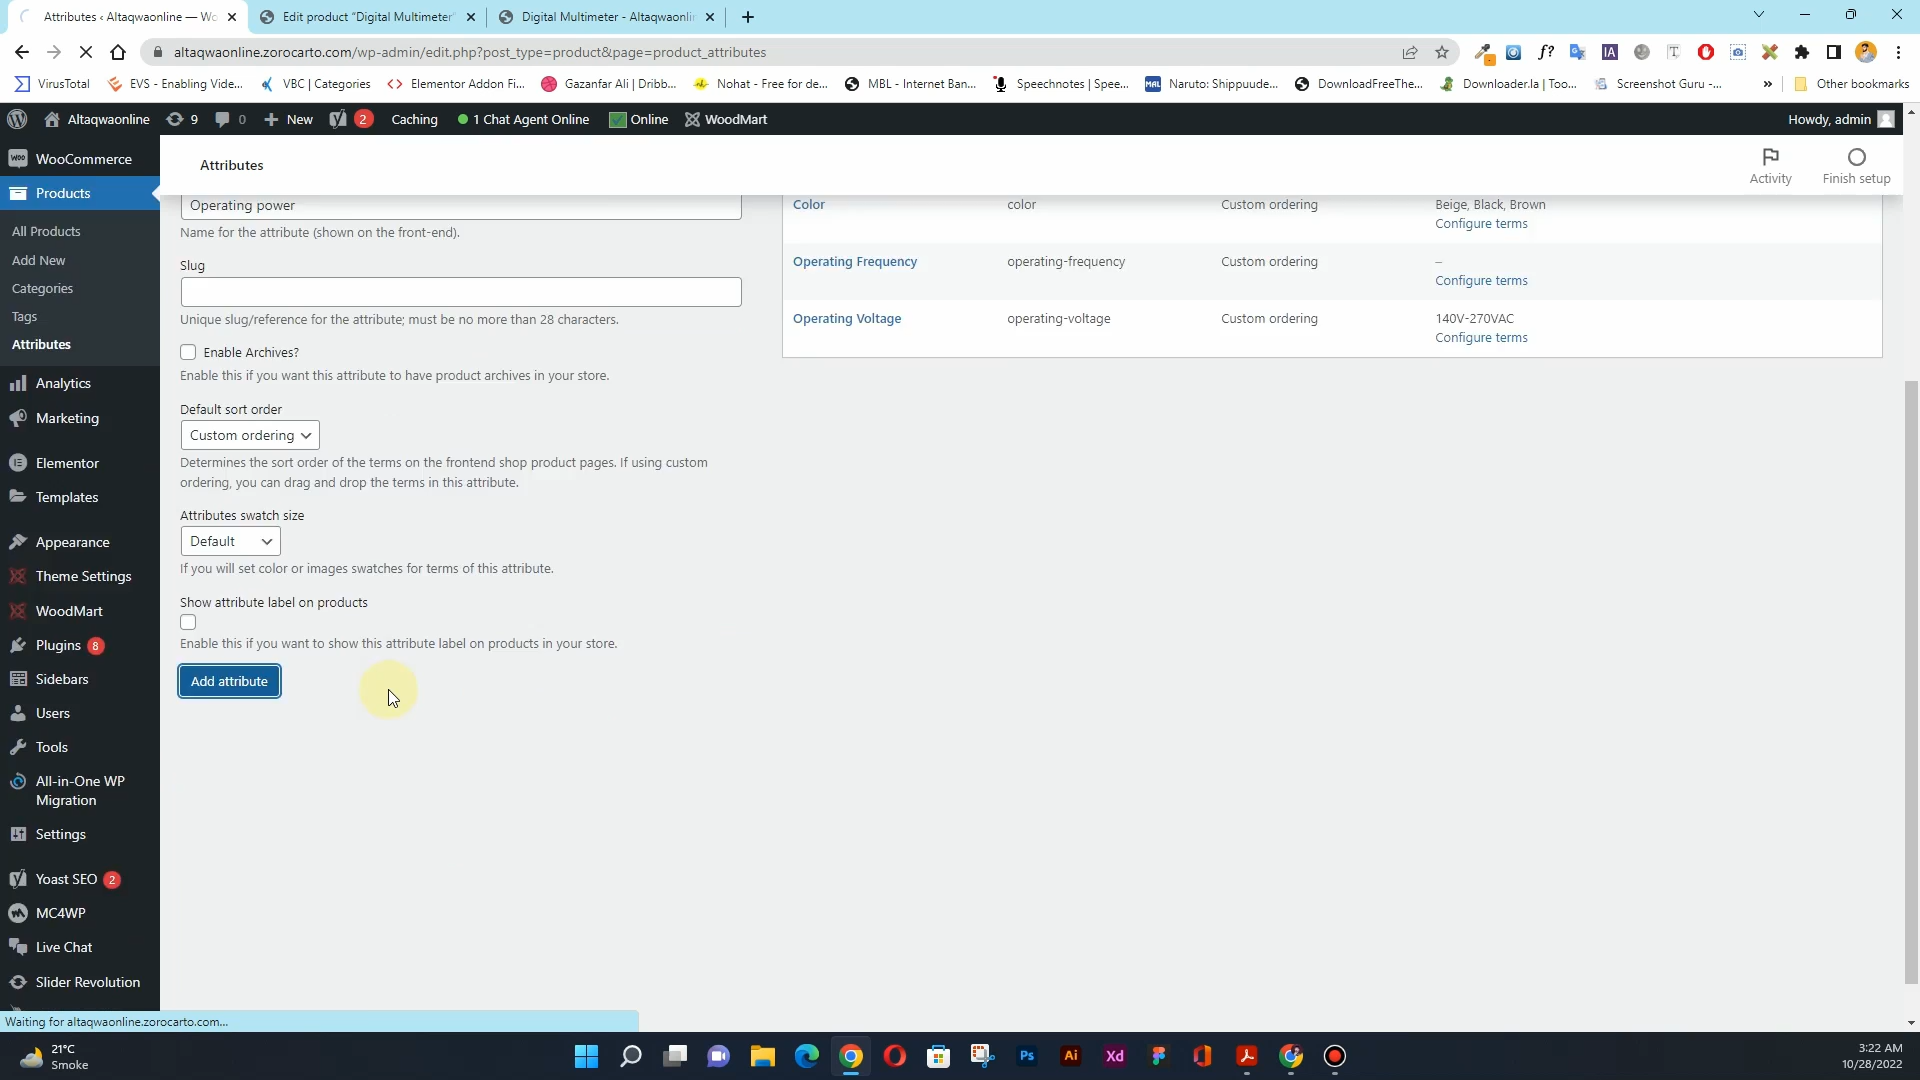 Attributes ‹ Altaqwaonline — Wo
Edit product “Digital Multimeter”
Digital Multimeter - Altaqwaonlin
altaqwaonline.zorocarto.com/wp-admin/edit.php?post_type=product&page=product_attributes
VirusTotal
EVS - Enabling Vide...
VBC | Categories
Elementor Addon Fi...
Gazanfar Ali | Dribb...
Nohat - Free for de...
MBL - Internet Ban...
Speechnotes | Spee...
Naruto: Shippuude...
DownloadFreeThe...
Downloader.la | Too...
Screenshot Guru -...
»
Other bookmarks
Altaqwaonline
9
0
New
2
Caching
1 Chat Agent Online
Online
WoodMart
Howdy, admin
WooCommerce
Products
All Products
Add New
Categories
Tags
Attributes
Analytics
Marketing
Elementor
Templates
Appearance
Theme Settings
WoodMart
Plugins 8
Sidebars
Users
Tools
All-in-One WP
Migration
Settings
Yoast SEO 2
MC4WP
Live Chat
Slider Revolution
Attributes
Activity
Finish setup
Operating power
Name for the attribute (shown on the front-end).
Slug
Unique slug/reference for the attribute; must be no more than 28 characters.
Enable Archives?
Enable this if you want this attribute to have product archives in your store.
Default sort order
Custom ordering
Determines the sort order of the terms on the frontend shop product pages. If using custom
ordering, you can drag and drop the terms in this attribute.
Attributes swatch size
Default
If you will set color or images swatches for terms of this attribute.
Show attribute label on products
Enable this if you want to show this attribute label on products in your store.
Add attribute
Color color Custom ordering Beige, Black, Brown
Configure terms
Operating Frequency operating-frequency Custom ordering –
Configure terms
Operating Voltage operating-voltage Custom ordering 140V-270VAC
Configure terms
Waiting for altaqwaonline.zorocarto.com...
21°C
Smoke
3:22 AM
10/28/2022